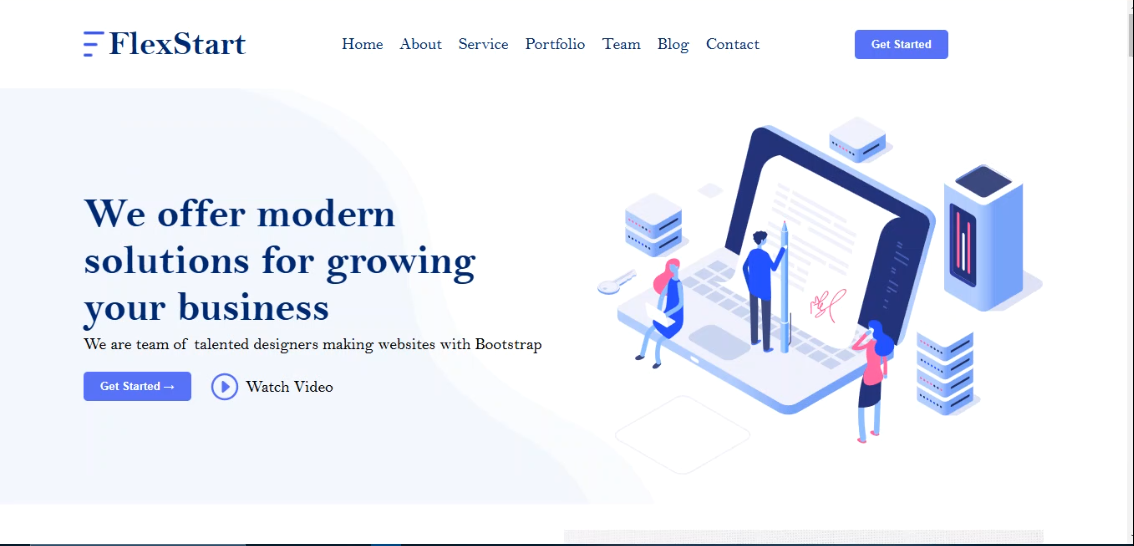 FlexStart
Home About Service Portfolio Team Blog Contact
Get Started
We offer modern
solutions for growing
your business
We are team of talented designers making websites with Bootstrap
Get Started →
Watch Video